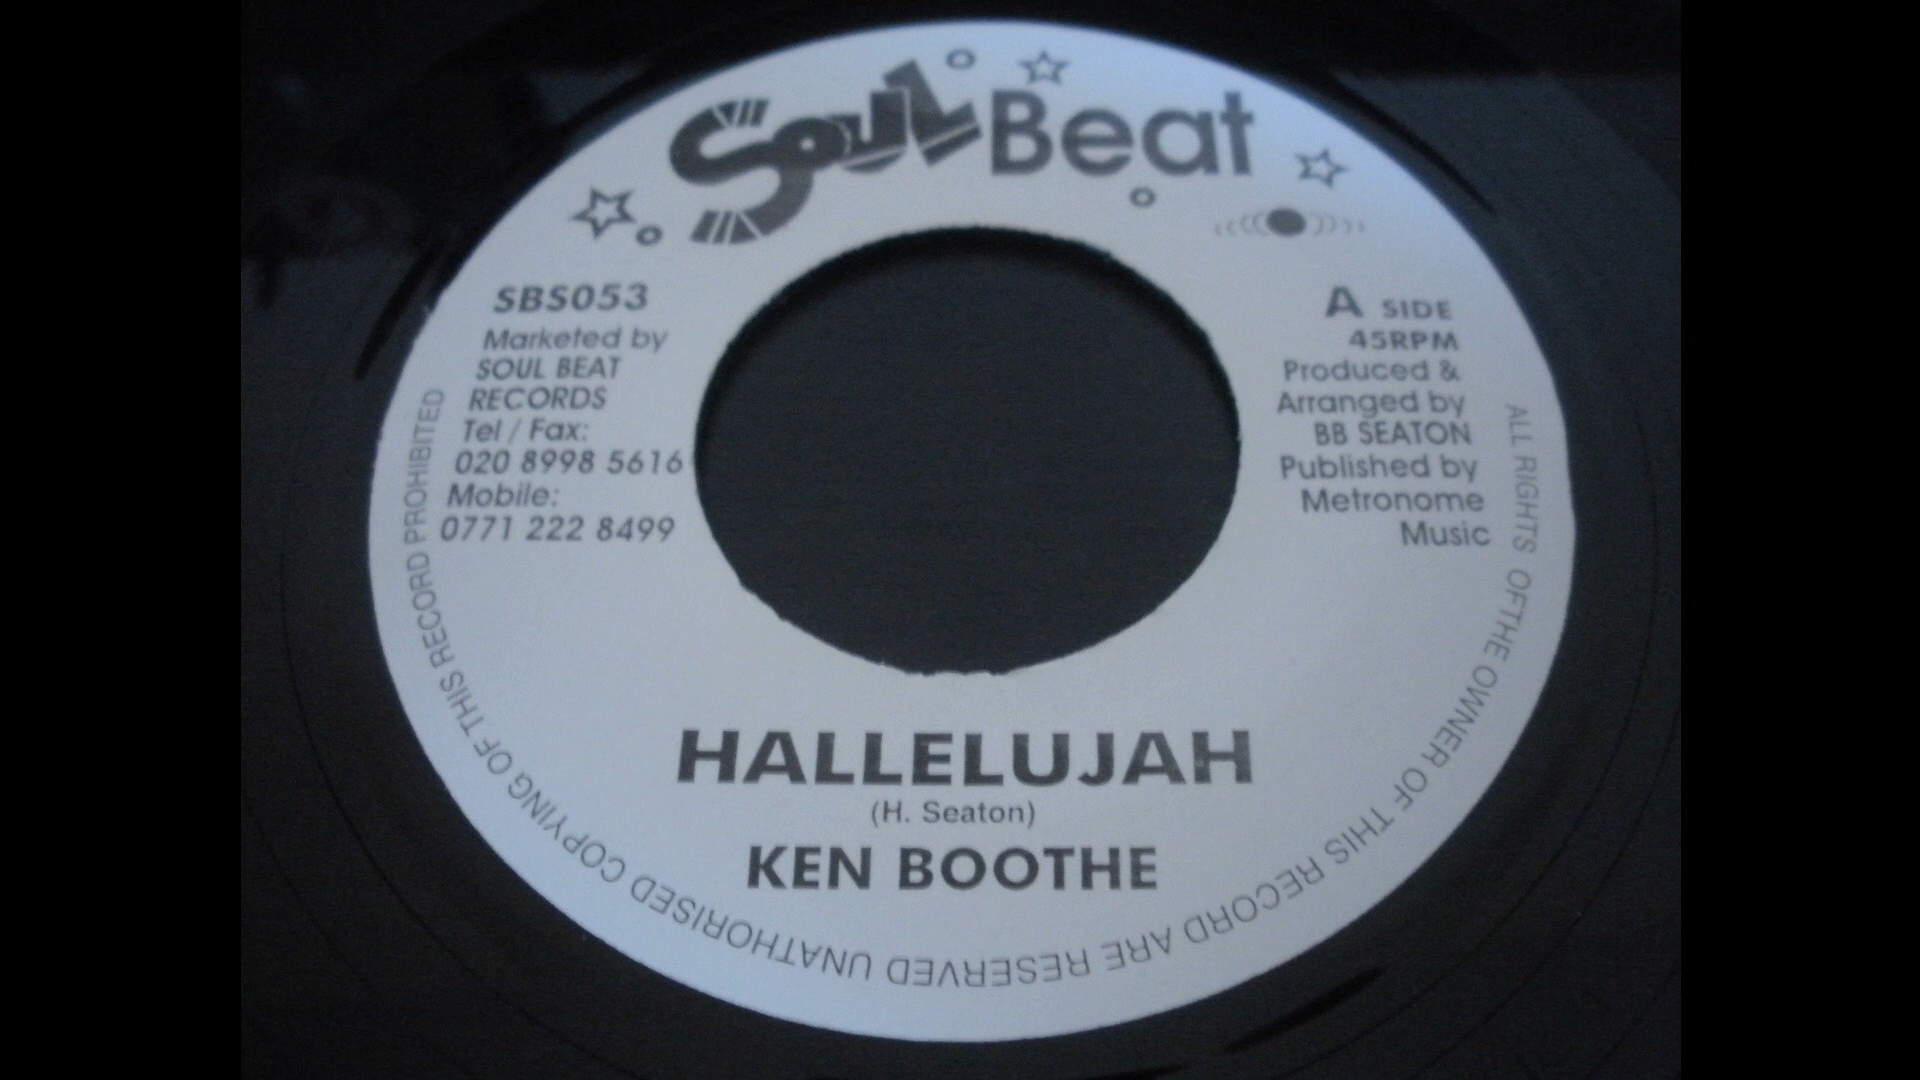 Soul Beat
SBS053
Marketed by
SOUL BEAT
RECORDS
Tel / Fax:
020 8998 5616
Mobile:
0771 222 8499
A SIDE
45RPM
Produced &
Arranged by
BB SEATON
Published by
Metronome
Music
HALLELUJAH
(H. Seaton)
KEN BOOTHE
ALL RIGHTS OFTHE OWNER OF THIS RECORD ARE RESERVED UNATHORISED COPYING OF THIS RECORD PROHIBITED